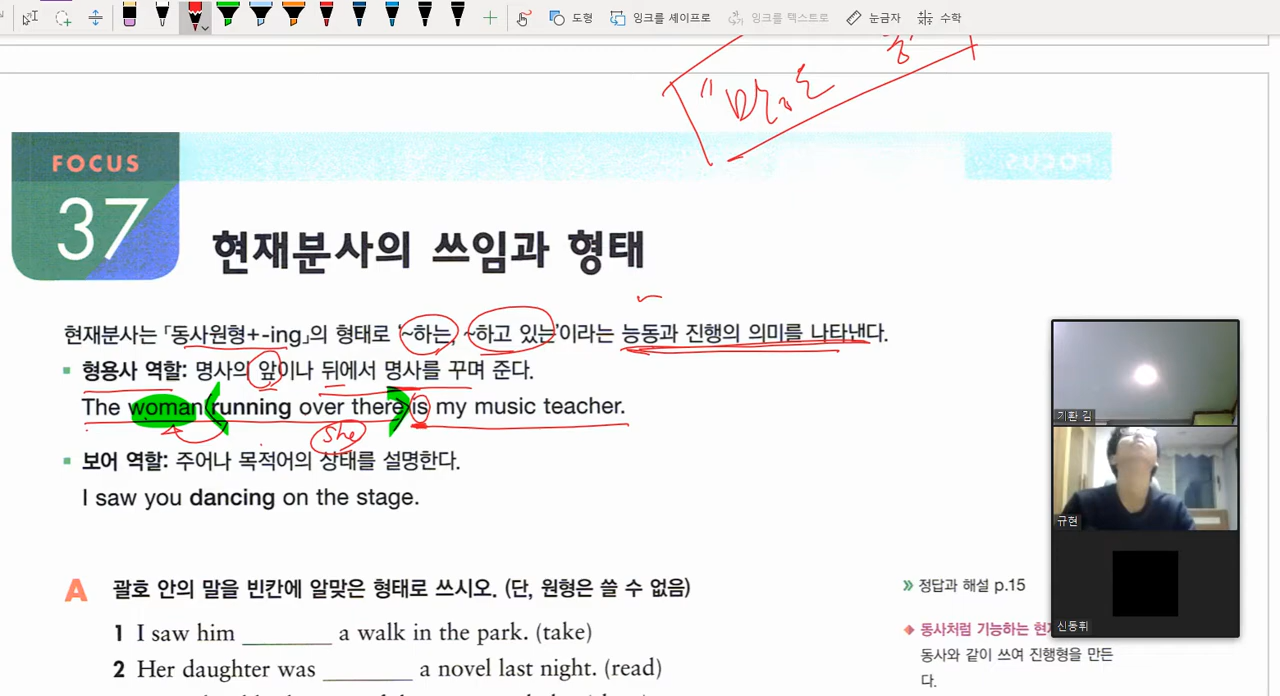 도형
잉크를 셰이프로
잉크를 텍스트로
눈금자
수학
FOCUS
37
FOCUS
현재분사의 쓰임과 형태
현재분사는 「동사원형+-ing」의 형태로 '~하는, ~하고 있는'이라는 능동과 진행의 의미를 나타낸다.
형용사 역할: 명사의 앞이나 뒤에서 명사를 꾸며 준다.
The woman running over there is my music teacher.
She
보어 역할: 주어나 목적어의 상태를 설명한다.
I saw you dancing on the stage.
A 괄호 안의 말을 빈칸에 알맞은 형태로 쓰시오. (단, 원형은 쓸 수 없음)
1 I saw him ________ a walk in the park. (take)
2 Her daughter was ________ a novel last night. (read)
정답과 해설 p.15
동사처럼 기능하는
동사와 같이 쓰여 진행형을 만든
다.
기환 김
규현
신동휘